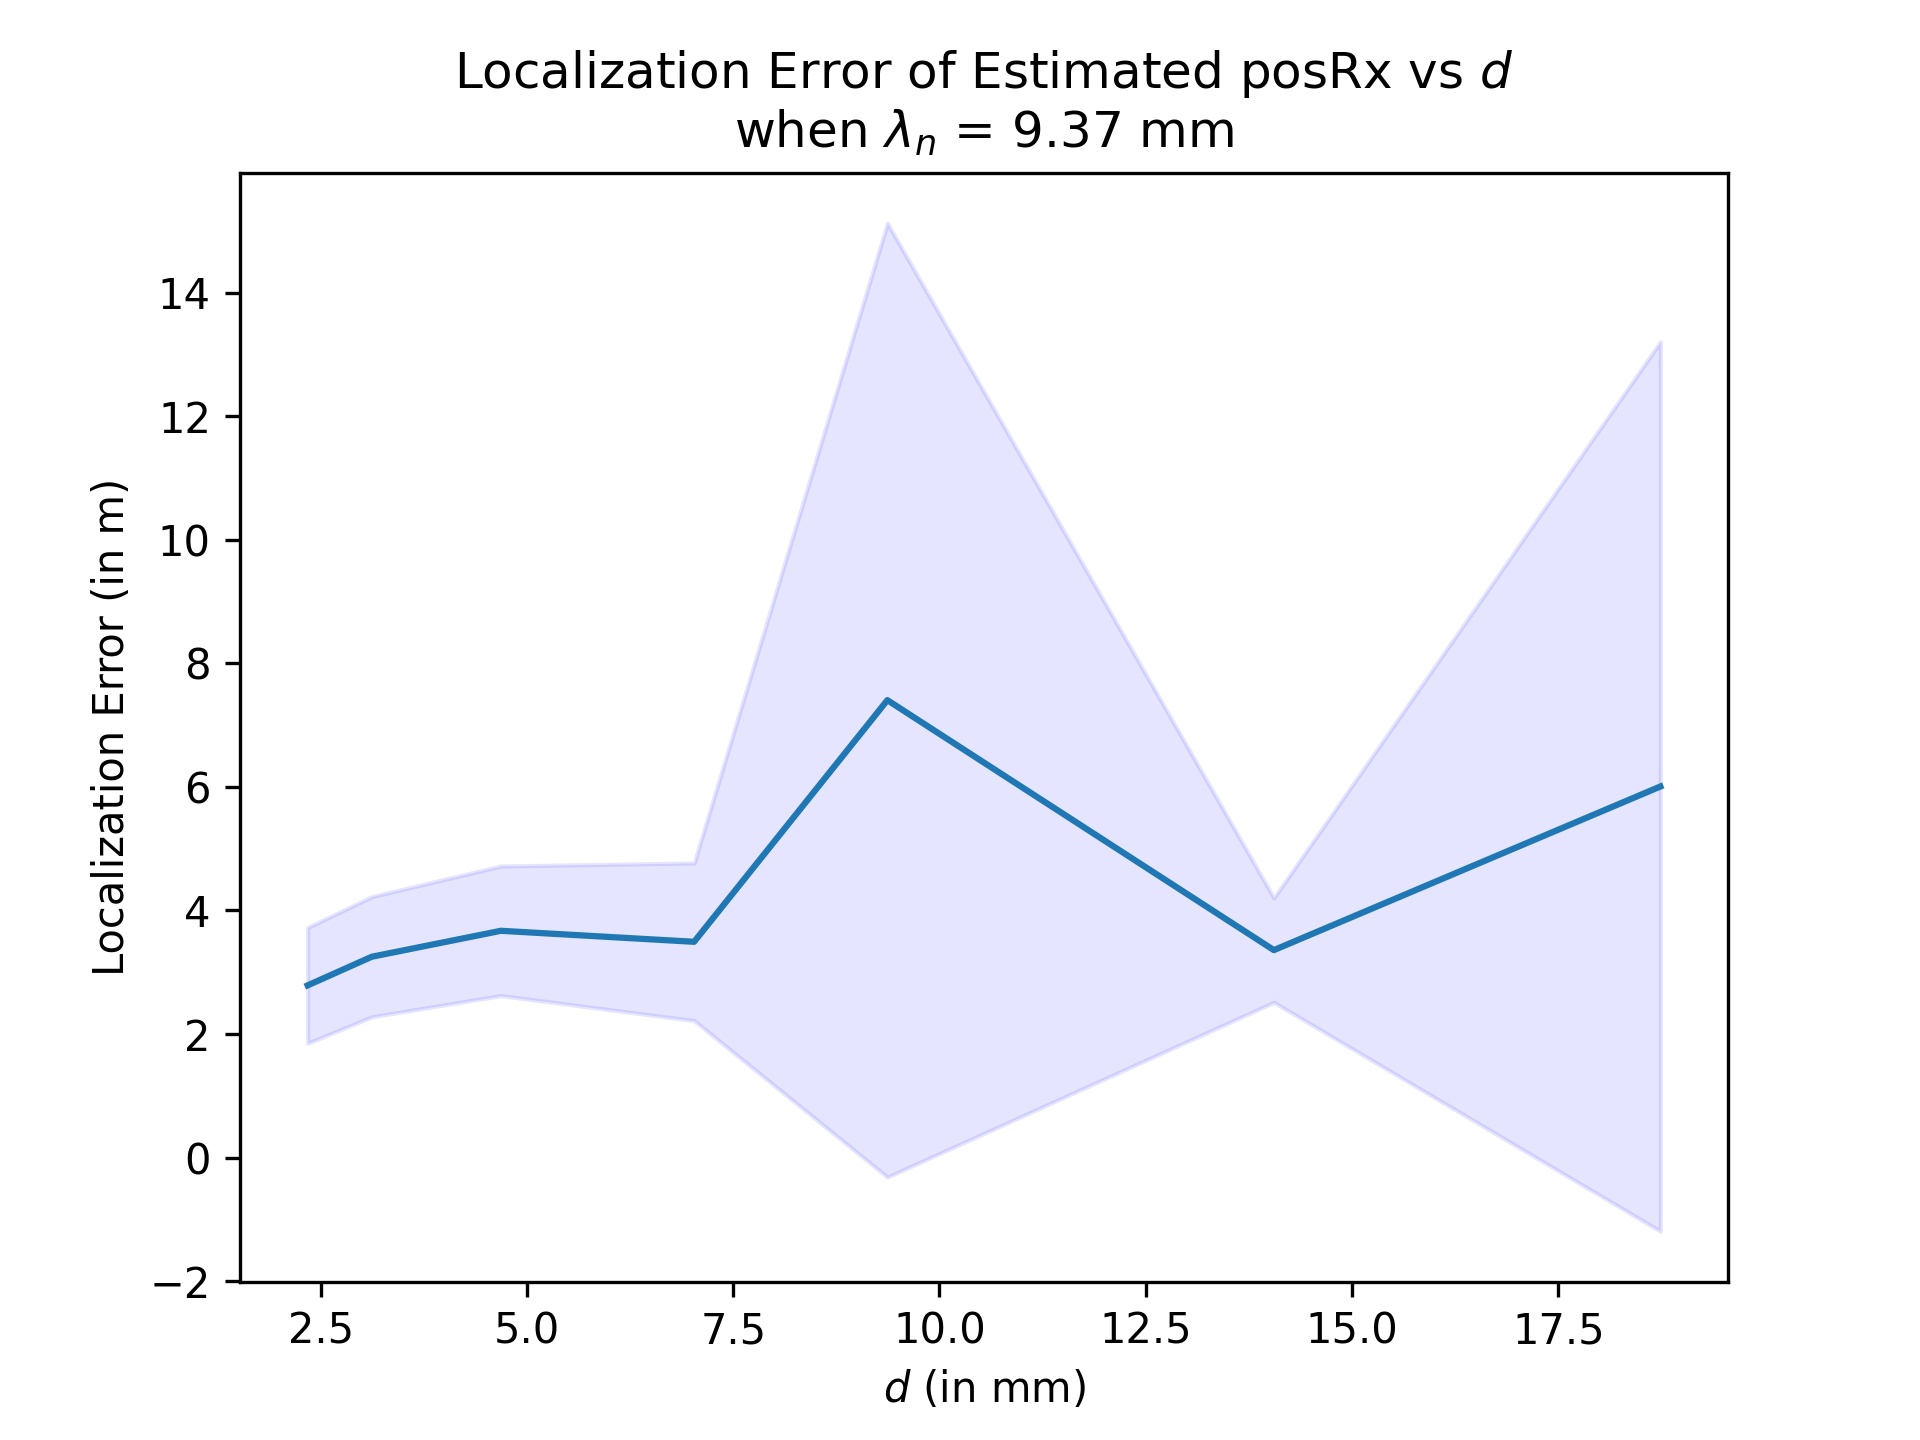 Localization Error of Estimated posRx vs d
when λn = 9.37 mm
Localization Error (in m)
14
12
10
8
6
4
2
0
−2
2.5 5.0 7.5 10.0 12.5 15.0 17.5
d (in mm)